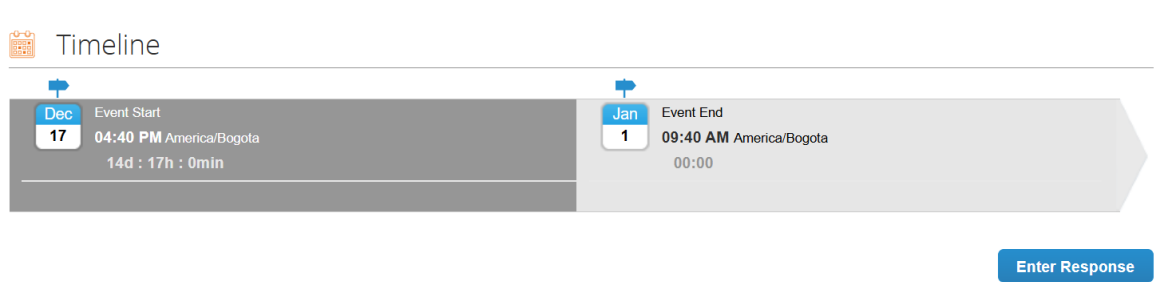 Timeline
Dec
17
Event Start
04:40 PM America/Bogota
14d : 17h : 0min
Jan
1
Event End
09:40 AM America/Bogota
00:00
Enter Response